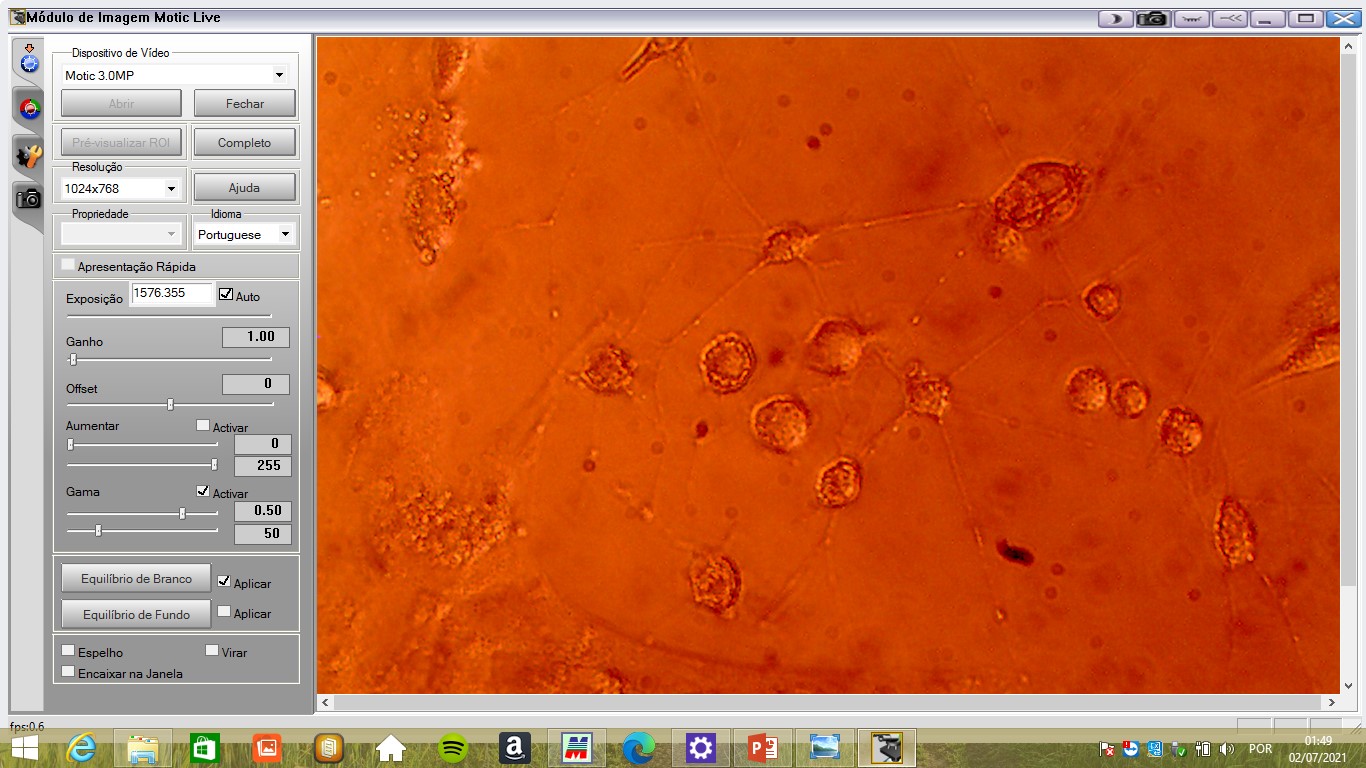 Módulo de Imagem Motic Live
Dispositivo de Vídeo
Motic 3.0MP
Abrir
Fechar
Pré-visualizar ROI
Completo
Resolução
1024x768
Ajuda
Propriedade
Idioma
Portuguese
Apresentação Rápida
Exposição
1576.355
Auto
Ganho
1.00
Offset
0
Aumentar
Activar
0
255
Gama
Activar
0.50
50
Equilíbrio de Branco
Aplicar
Equilíbrio de Fundo
Aplicar
Espelho
Virar
Encaixar na Janela
fps:0.6
POR
01:49
02/07/2021